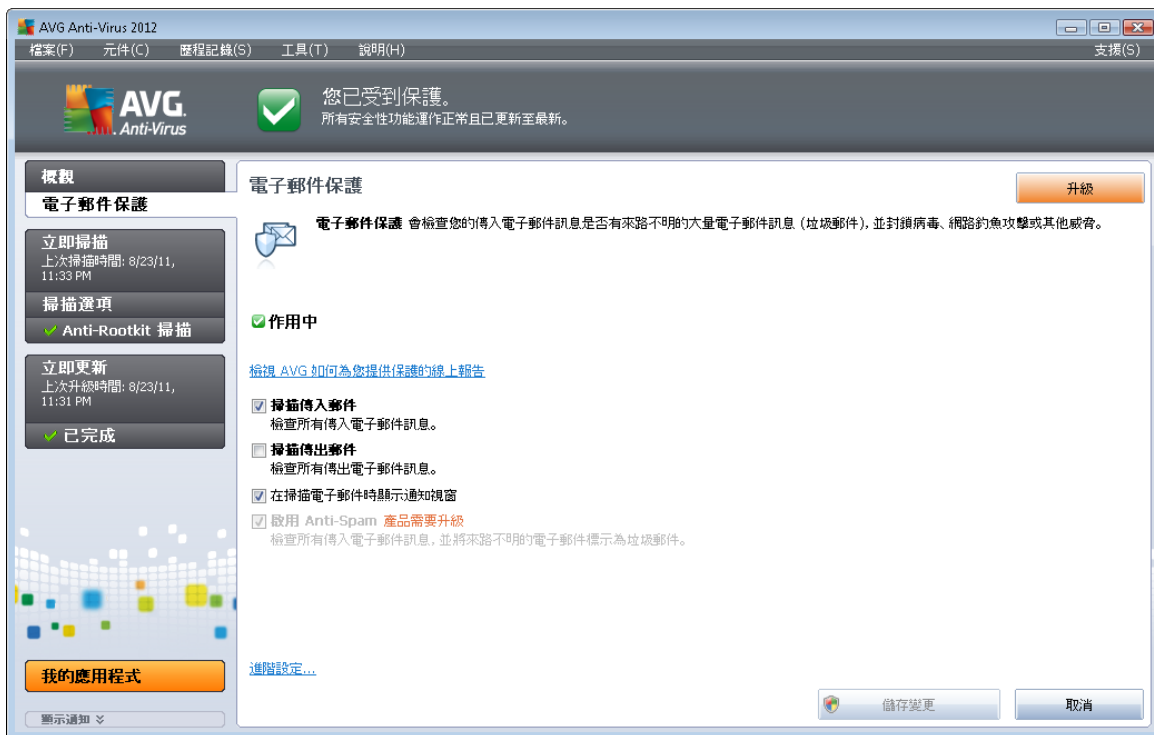 AVG Anti-Virus 2012
檔案(F) 元件(C) 歷程記錄(S) 工具(T) 說明(H) 支援(S)
AVG.
Anti-Virus
您已受到保護。
所有安全性功能運作正常且已更新至最新。
概觀
電子郵件保護
立即掃描
上次掃描時間: 8/23/11,
11:33 PM
掃描選項
Anti-Rootkit 掃描
立即更新
上次升級時間: 8/23/11,
11:31 PM
已完成
我的應用程式
顯示通知
電子郵件保護
升級
電子郵件保護 會檢查您的傳入電子郵件訊息是否有來路不明的大量電子郵件訊息 (垃圾郵件), 並封鎖病毒、網路釣魚攻擊或其他威脅。
作用中
檢視 AVG 如何為您提供保護的線上報告
掃描傳入郵件
檢查所有傳入電子郵件訊息。
掃描傳出郵件
檢查所有傳出電子郵件訊息。
在掃描電子郵件時顯示通知視窗
啟用 Anti-Spam 產品需要升級
檢查所有傳入電子郵件訊息, 並將來路不明的電子郵件標示為垃圾郵件。
進階設定...
儲存變更
取消